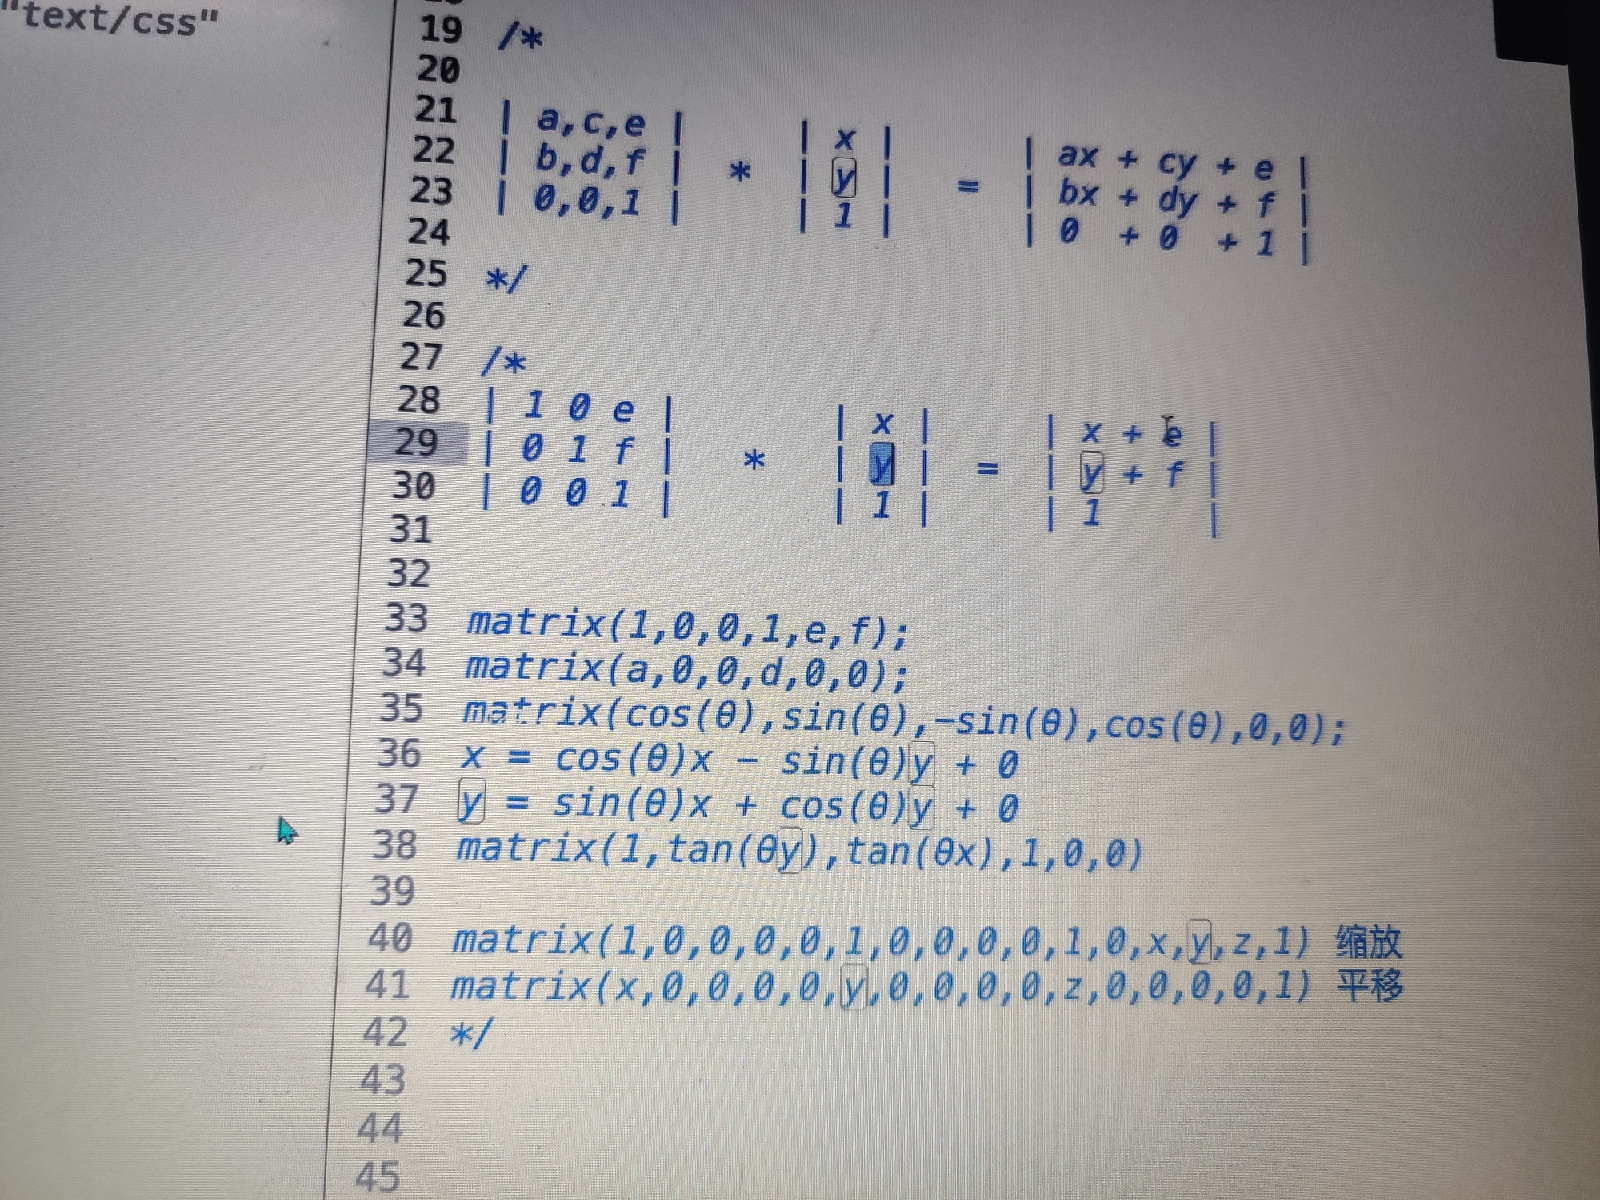 "text/css"
19 /*
20
21 | a,c,e | | x | | ax + cy + e |
22 | b,d,f | * | y | = | bx + dy + f |
23 | 0,0,1 | | 1 | | 0 + 0 + 1 |
24
25 */
26
27 /*
28 | 1 0 e | | x | | x + e |
29 | 0 1 f | * | y | = | y + f |
30 | 0 0 1 | | 1 | | 1 |
31
32
33 matrix(1,0,0,1,e,f);
34 matrix(a,0,0,d,0,0);
35 matrix(cos(θ),sin(θ),-sin(θ),cos(θ),0,0);
36 x = cos(θ)x - sin(θ)y + 0
37 y = sin(θ)x + cos(θ)y + 0
38 matrix(1,tan(θy),tan(θx),1,0,0)
39
40 matrix(1,0,0,0,0,1,0,0,0,0,1,0,x,y,z,1) 缩放
41 matrix(x,0,0,0,0,y,0,0,0,0,z,0,0,0,0,1) 平移
42 */
43
44
45